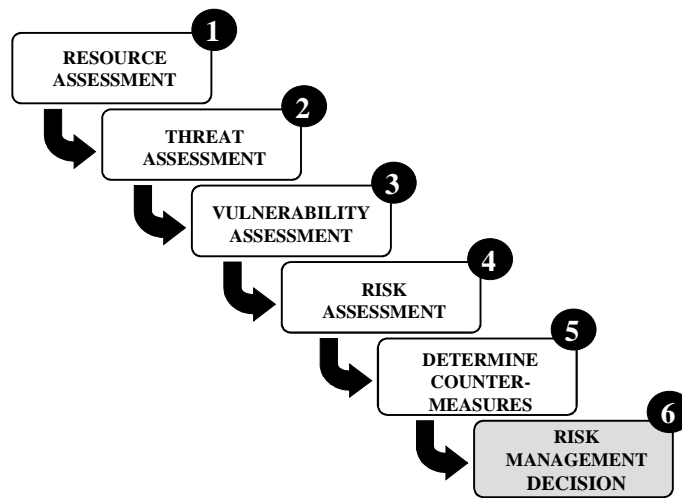 1
RESOURCE
ASSESSMENT
2
THREAT
ASSESSMENT
3
VULNERABILITY
ASSESSMENT
4
RISK
ASSESSMENT
5
DETERMINE
COUNTER-
MEASURES
6
RISK
MANAGEMENT
DECISION